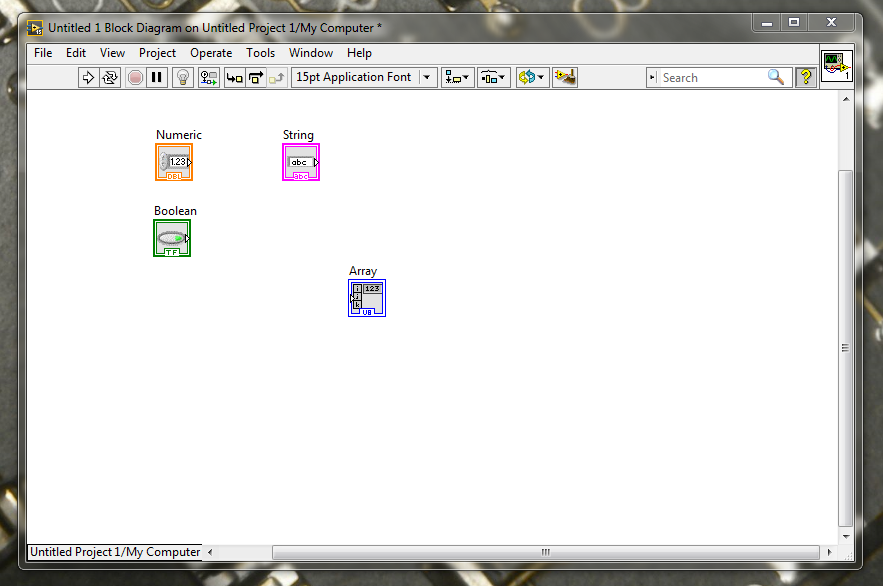 Untitled 1 Block Diagram on Untitled Project 1/My Computer *
File Edit View Project Operate Tools Window Help
15pt Application Font
Search
?
1
Numeric
1.23
DBL
String
abc
abc
Boolean
TF
Array
i 123
j
k
U8
Untitled Project 1/My Computer